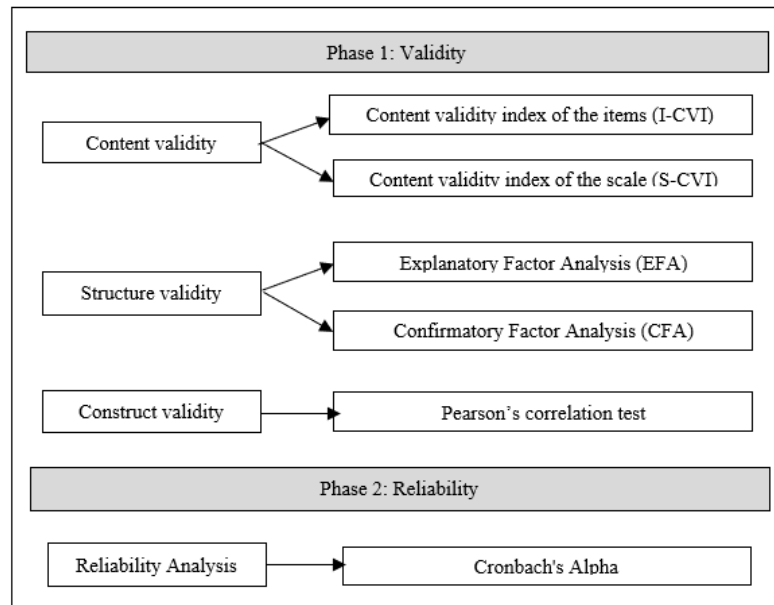 Phase 1: Validity
Content validity
Content validity index of the items (I-CVI)
Content validity index of the scale (S-CVI)
Structure validity
Explanatory Factor Analysis (EFA)
Confirmatory Factor Analysis (CFA)
Construct validity
Pearson’s correlation test
Phase 2: Reliability
Reliability Analysis
Cronbach's Alpha